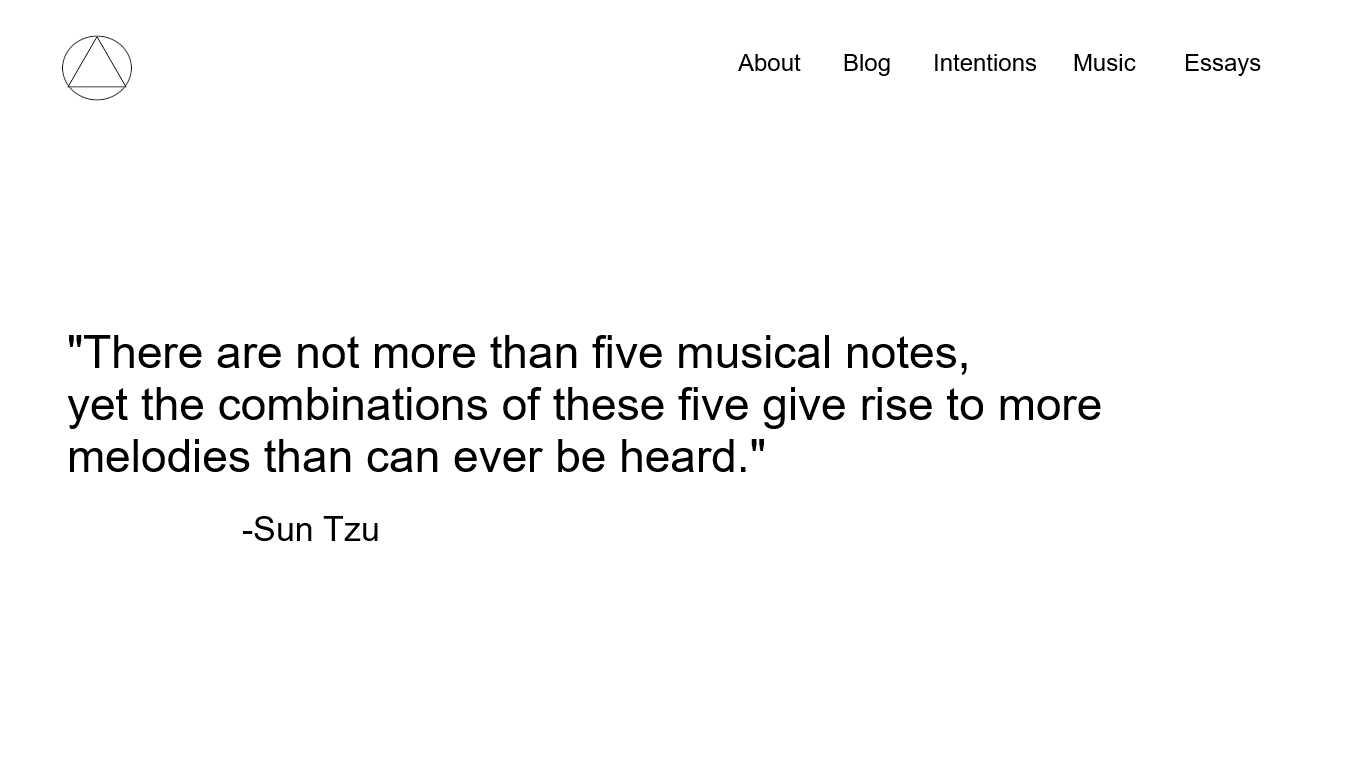 About Blog Intentions Music Essays
"There are not more than five musical notes,
yet the combinations of these five give rise to more
melodies than can ever be heard."
-Sun Tzu